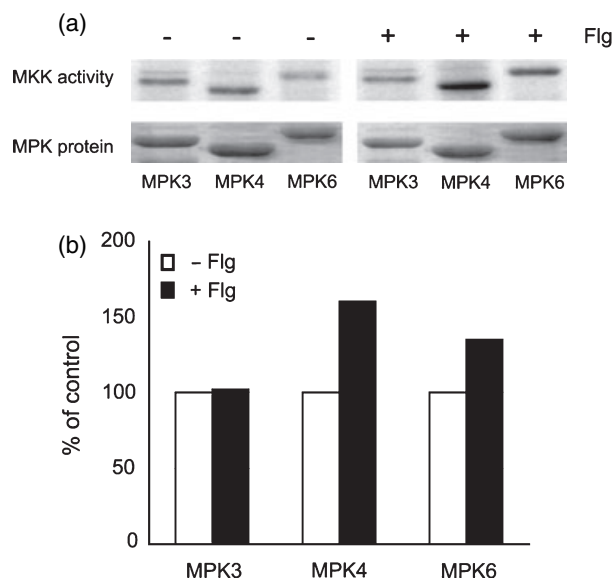 (a)
- - - + + + Flg
MKK activity
MPK protein
MPK3 MPK4 MPK6 MPK3 MPK4 MPK6
(b)
200
– Flg
+ Flg
150
100
50
0
% of control
MPK3 MPK4 MPK6